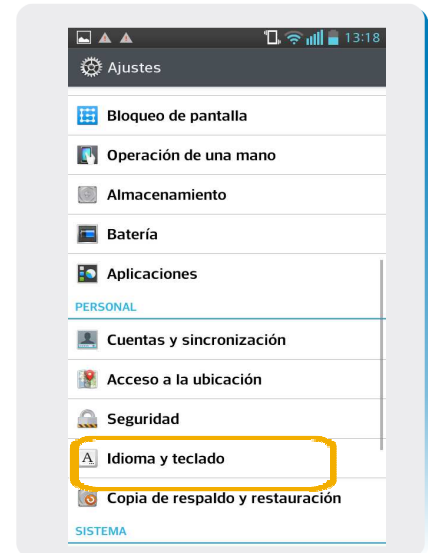 13:18
Ajustes
Bloqueo de pantalla
Operación de una mano
Almacenamiento
Batería
Aplicaciones
PERSONAL
Cuentas y sincronización
Acceso a la ubicación
Seguridad
A Idioma y teclado
Copia de respaldo y restauración
SISTEMA